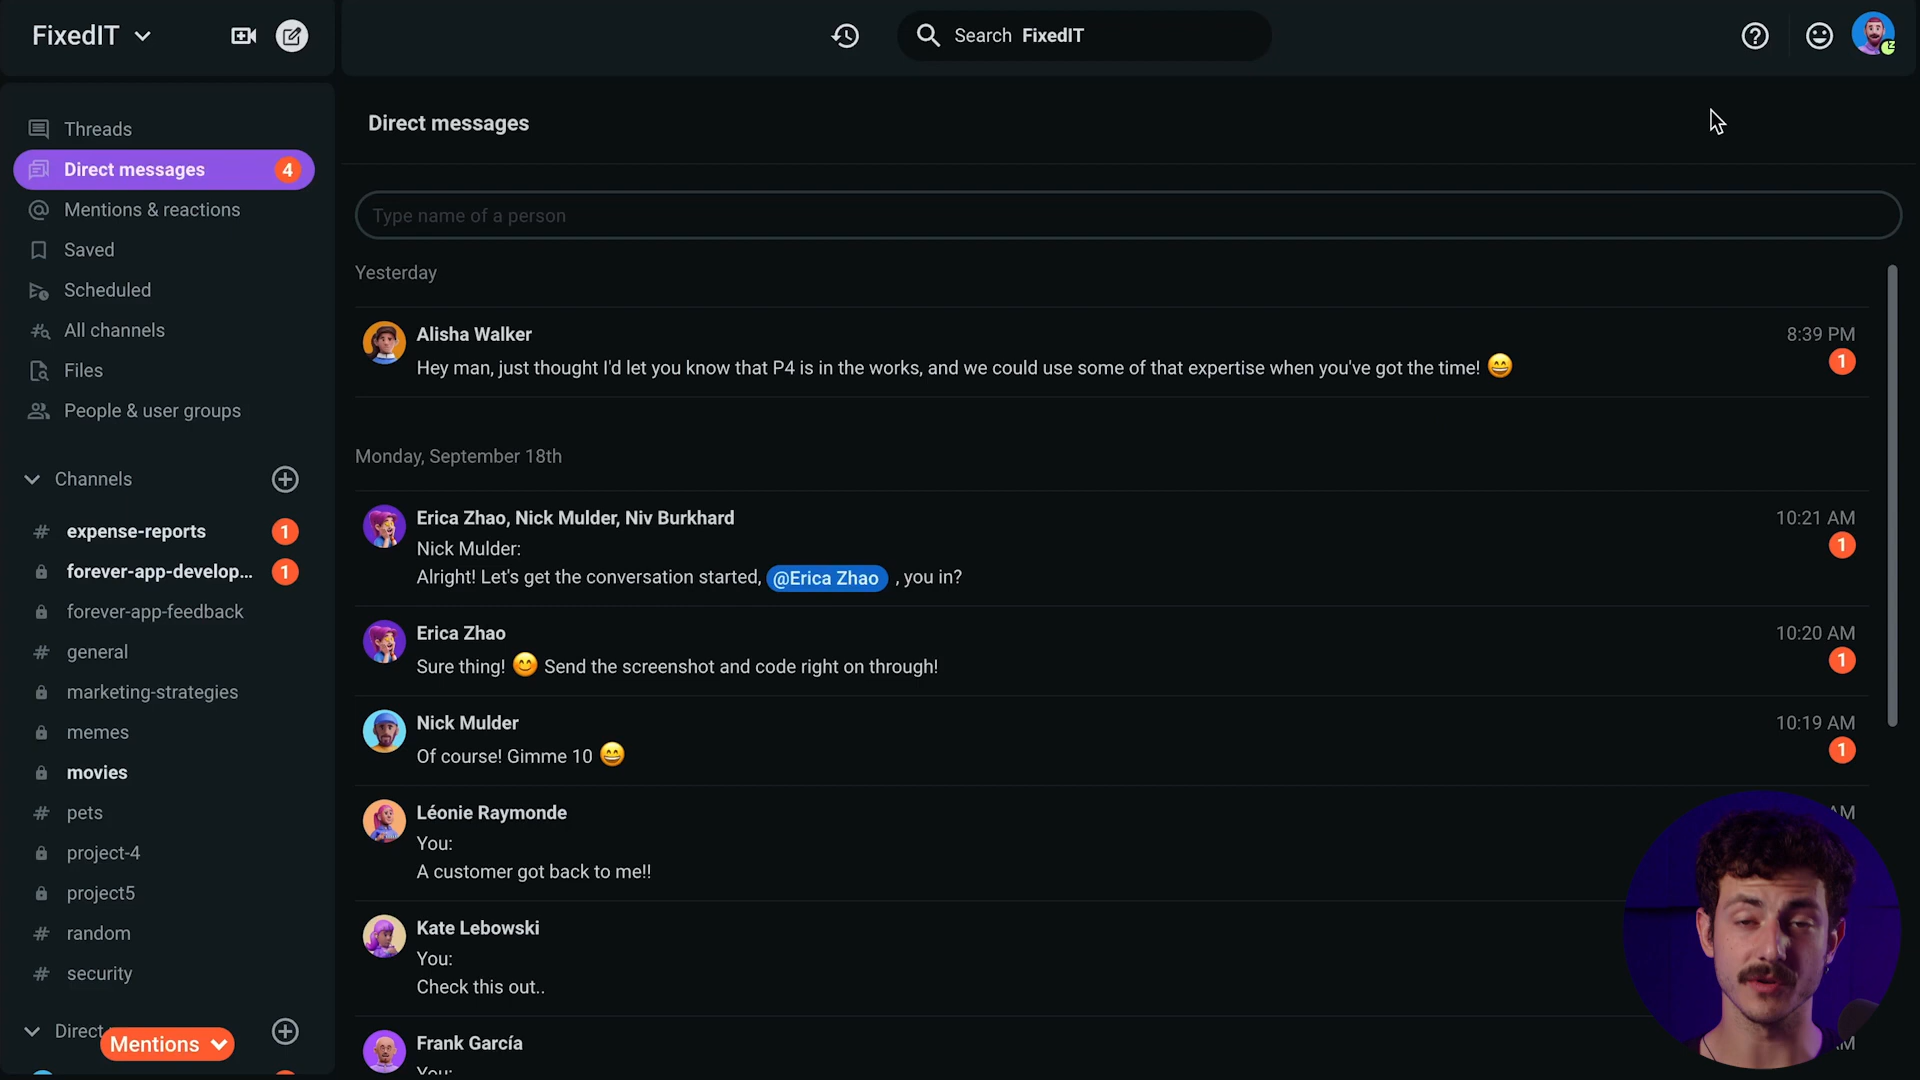 FixedIT
Search FixedIT
Threads
Direct messages 4
Mentions & reactions
Saved
Scheduled
All channels
Files
People & user groups
Channels
expense-reports 1
forever-app-develop... 1
forever-app-feedback
general
marketing-strategies
memes
movies
pets
project-4
project5
random
security
Direct
Mentions
Direct messages
Type name of a person
Yesterday
Alisha Walker 8:39 PM
Hey man, just thought I'd let you know that P4 is in the works, and we could use some of that expertise when you've got the time! 😄 1
Monday, September 18th
Erica Zhao, Nick Mulder, Niv Burkhard 10:21 AM
Nick Mulder: 1
Alright! Let's get the conversation started, @Erica Zhao , you in?
Erica Zhao 10:20 AM
Sure thing! 😊 Send the screenshot and code right on through! 1
Nick Mulder 10:19 AM
Of course! Gimme 10 😄 1
Léonie Raymonde AM
You:
A customer got back to me!!
Kate Lebowski
You:
Check this out..
Frank García
You: